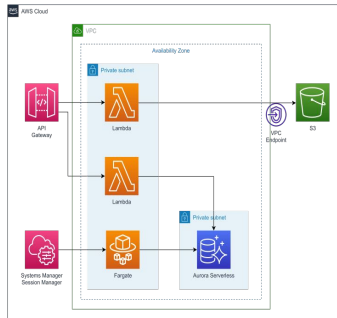 aws
AWS Cloud
VPC
Availability Zone
Private subnet
API
Gateway
Lambda
VPC
Endpoint
S3
Lambda
Private subnet
Systems Manager
Session Manager
Fargate
Aurora Serverless